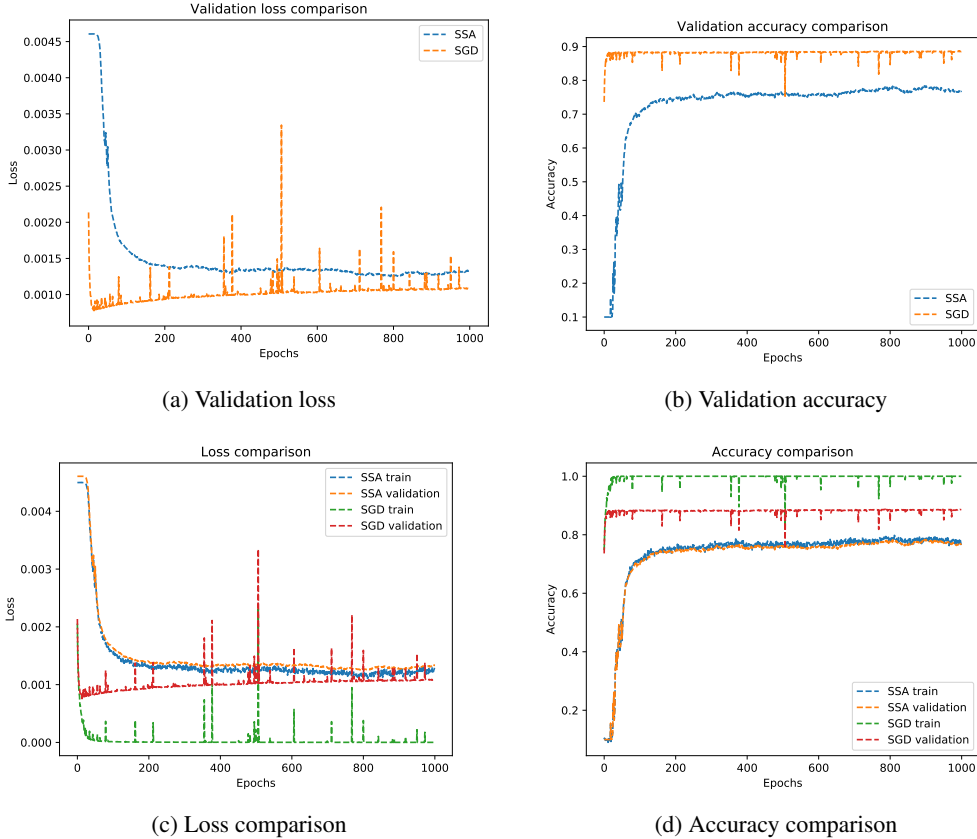 Validation loss comparison
0.0045
0.0040
0.0035
0.0030
0.0025
0.0020
0.0015
0.0010
Loss
0
200
400
600
800
1000
Epochs
SSA
SGD
(a) Validation loss
Validation accuracy comparison
0.9
0.8
0.7
0.6
0.5
0.4
0.3
0.2
0.1
Accuracy
0
200
400
600
800
1000
Epochs
SSA
SGD
(b) Validation accuracy
Loss comparison
0.004
0.003
0.002
0.001
0.000
Loss
0
200
400
600
800
1000
Epochs
SSA train
SSA validation
SGD train
SGD validation
(c) Loss comparison
Accuracy comparison
1.0
0.8
0.6
0.4
0.2
Accuracy
0
200
400
600
800
1000
Epochs
SSA train
SSA validation
SGD train
SGD validation
(d) Accuracy comparison